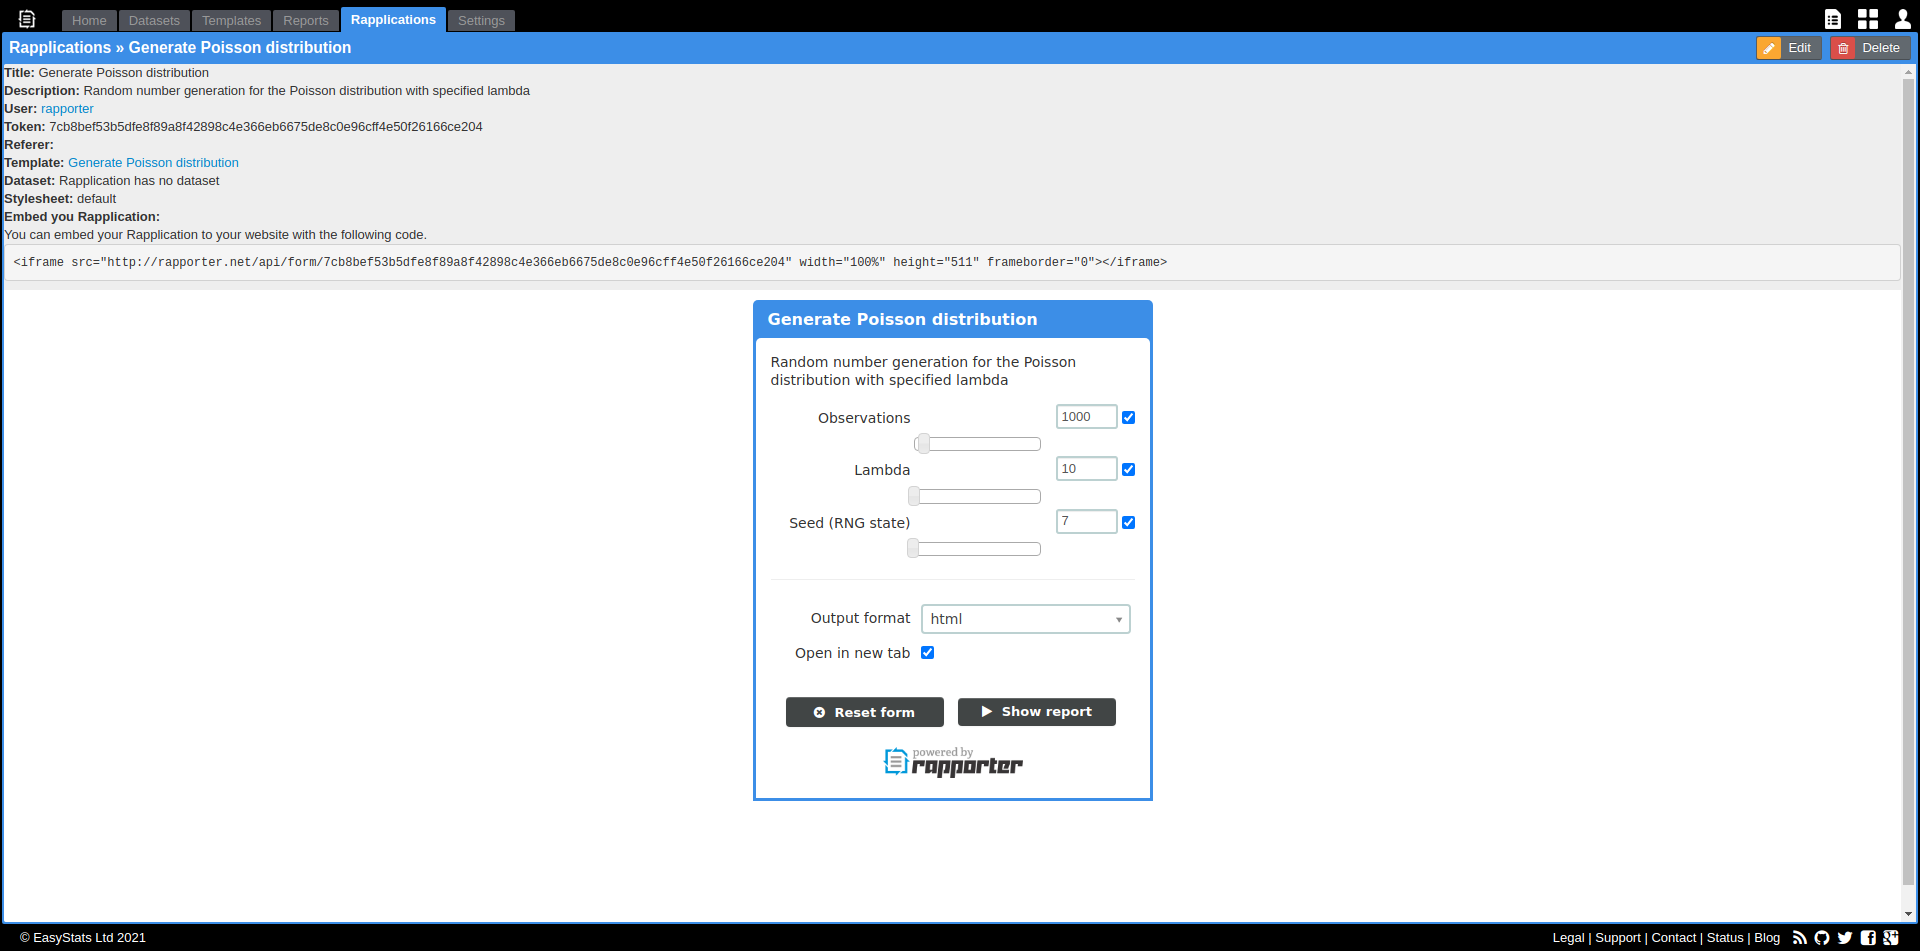 Home Datasets Templates Reports Rapplications Settings
Rapplications » Generate Poisson distribution Edit Delete
Title: Generate Poisson distribution
Description: Random number generation for the Poisson distribution with specified lambda
User: rapporter
Token: 7cb8bef53b5dfe8f89a8f42898c4e366eb6675de8c0e96cff4e50f26166ce204
Referer:
Template: Generate Poisson distribution
Dataset: Rapplication has no dataset
Stylesheet: default
Embed you Rapplication:
You can embed your Rapplication to your website with the following code.
<iframe src="http://rapporter.net/api/form/7cb8bef53b5dfe8f89a8f42898c4e366eb6675de8c0e96cff4e50f26166ce204" width="100%" height="511" frameborder="0"></iframe>
Generate Poisson distribution
Random number generation for the Poisson
distribution with specified lambda
Observations 1000
Lambda 10
Seed (RNG state) 7
Output format html
Open in new tab
Reset form Show report
powered by
rapporter
© EasyStats Ltd 2021 Legal | Support | Contact | Status | Blog